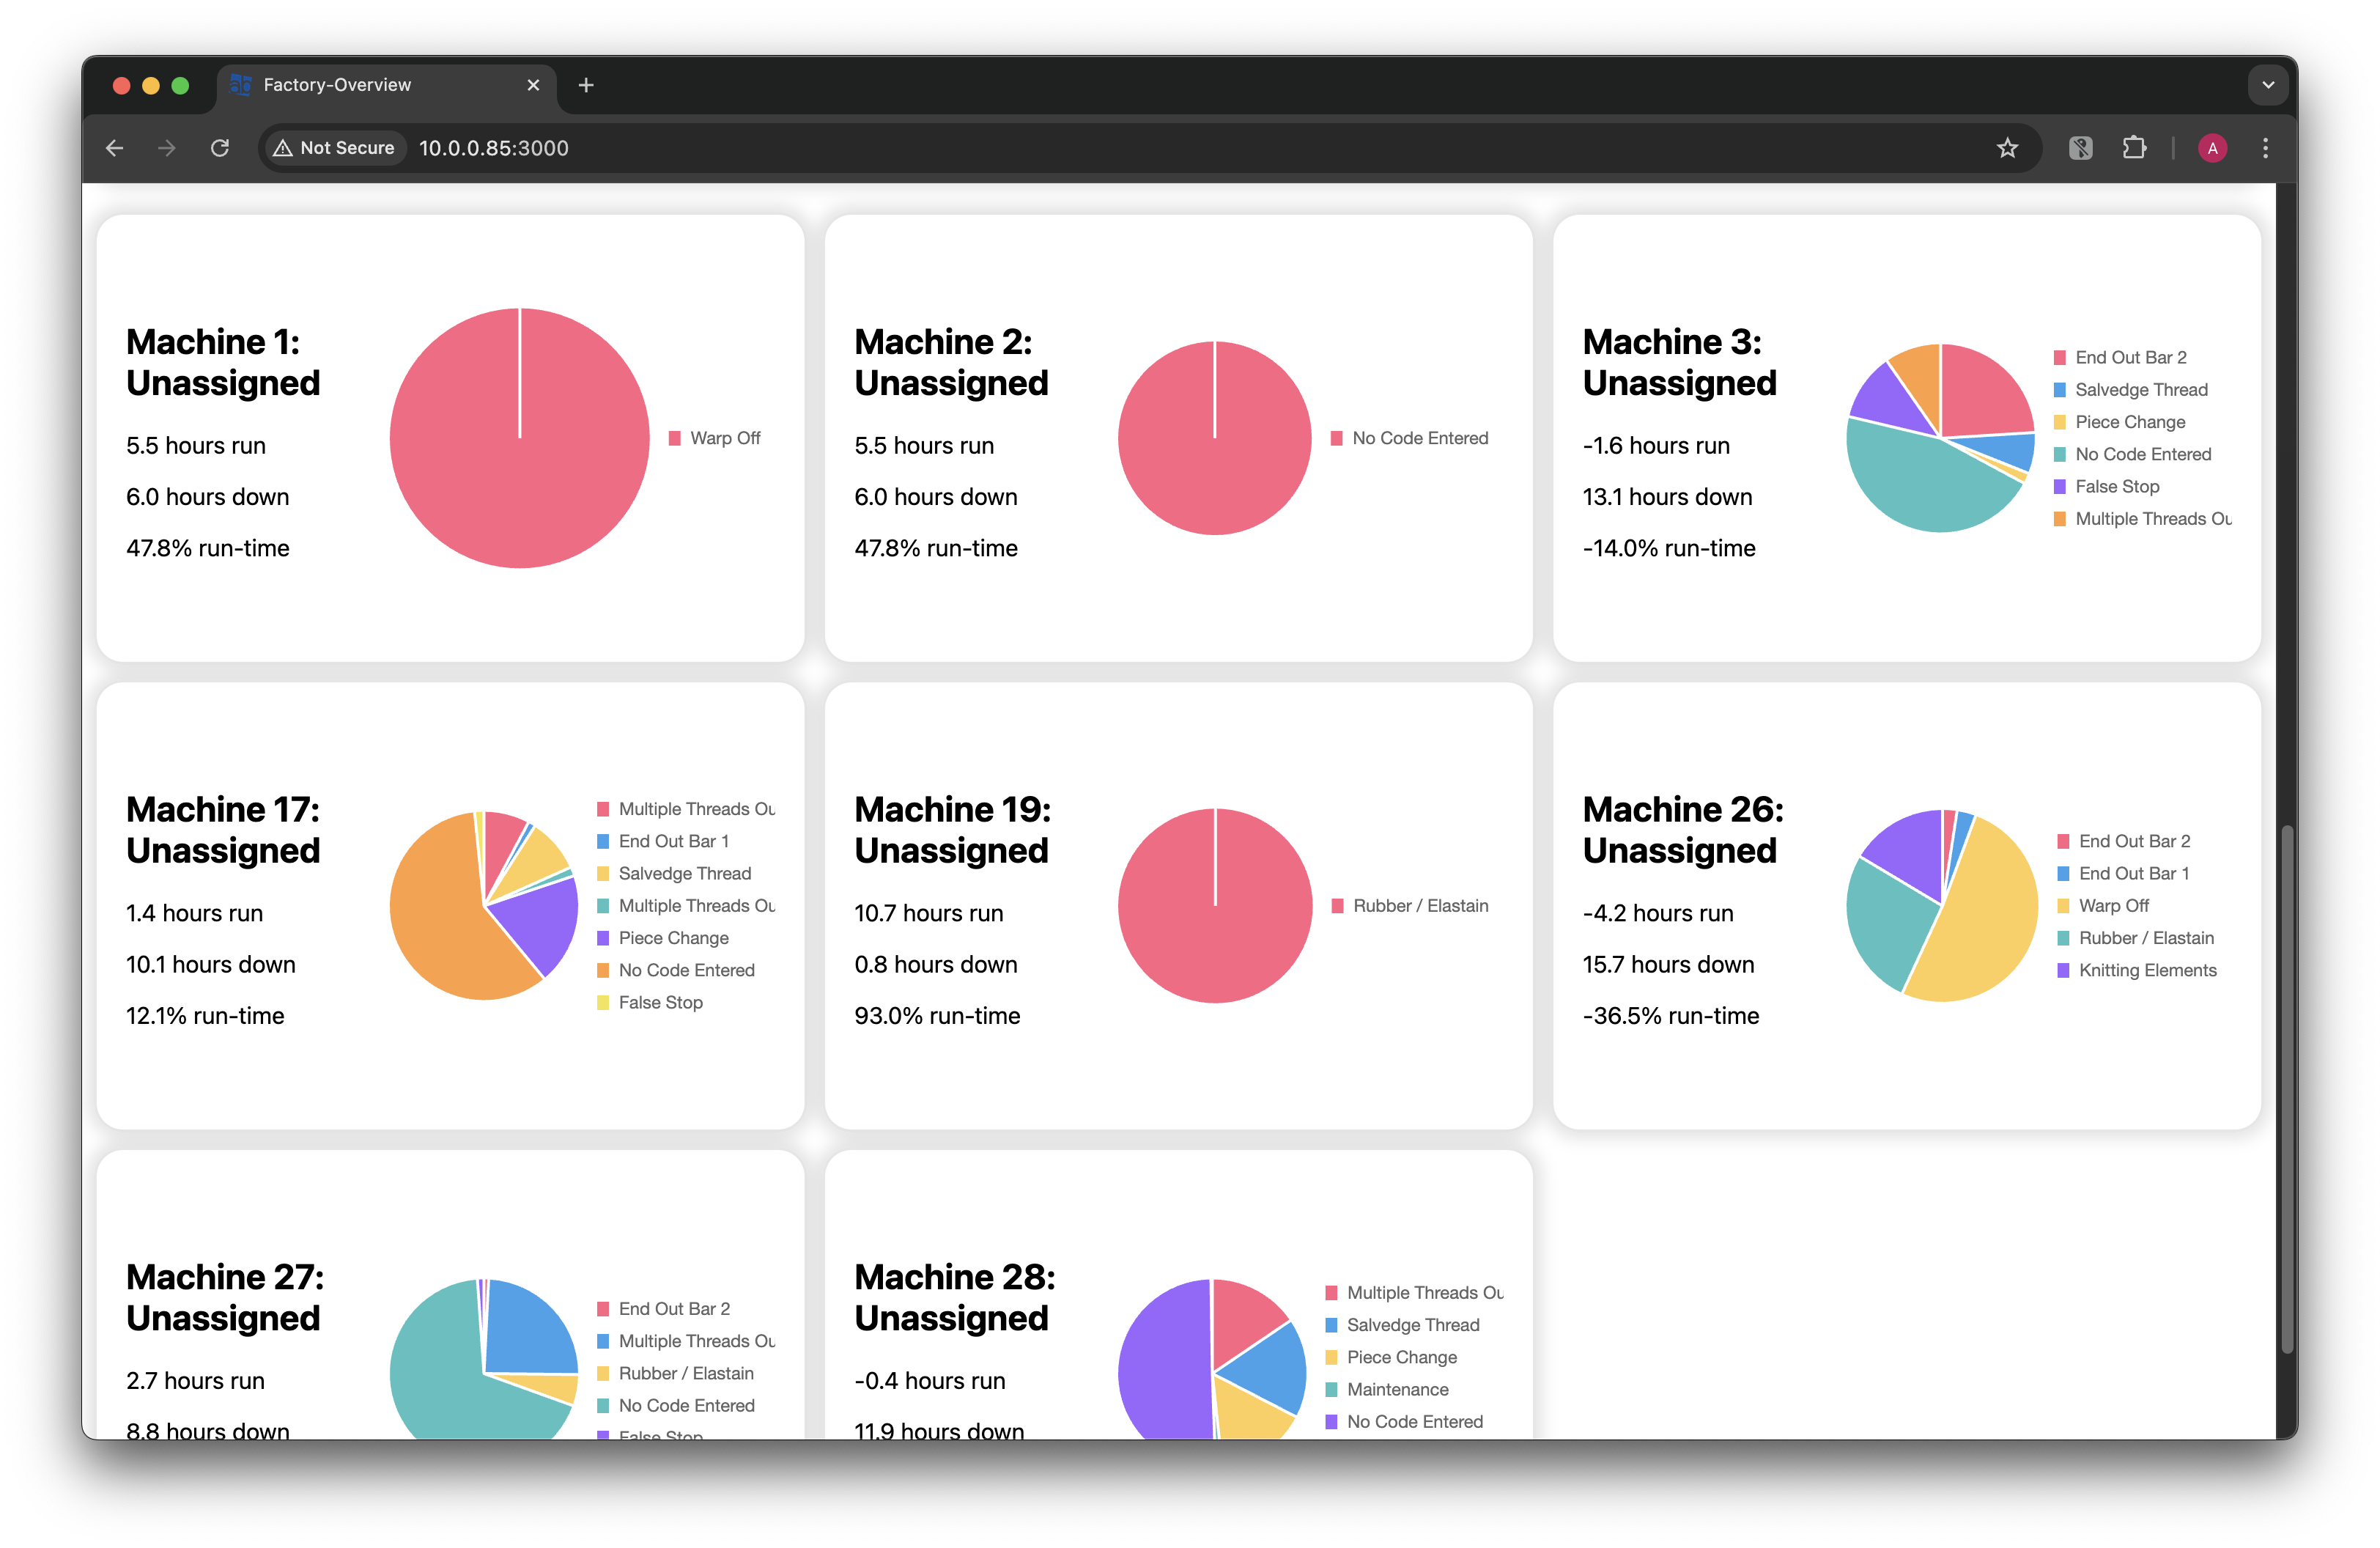 Factory-Overview
Not Secure 10.0.0.85:3000
A
Machine 1:
Unassigned
5.5 hours run
6.0 hours down
47.8% run-time
Warp Off
Machine 2:
Unassigned
5.5 hours run
6.0 hours down
47.8% run-time
No Code Entered
Machine 3:
Unassigned
-1.6 hours run
13.1 hours down
-14.0% run-time
End Out Bar 2
Salvedge Thread
Piece Change
No Code Entered
False Stop
Multiple Threads Ou
Machine 17:
Unassigned
1.4 hours run
10.1 hours down
12.1% run-time
Multiple Threads Ou
End Out Bar 1
Salvedge Thread
Multiple Threads Ou
Piece Change
No Code Entered
False Stop
Machine 19:
Unassigned
10.7 hours run
0.8 hours down
93.0% run-time
Rubber / Elastain
Machine 26:
Unassigned
-4.2 hours run
15.7 hours down
-36.5% run-time
End Out Bar 2
End Out Bar 1
Warp Off
Rubber / Elastain
Knitting Elements
Machine 27:
Unassigned
2.7 hours run
8.8 hours down
End Out Bar 2
Multiple Threads Ou
Rubber / Elastain
No Code Entered
False Stop
Machine 28:
Unassigned
-0.4 hours run
11.9 hours down
Multiple Threads Ou
Salvedge Thread
Piece Change
Maintenance
No Code Entered